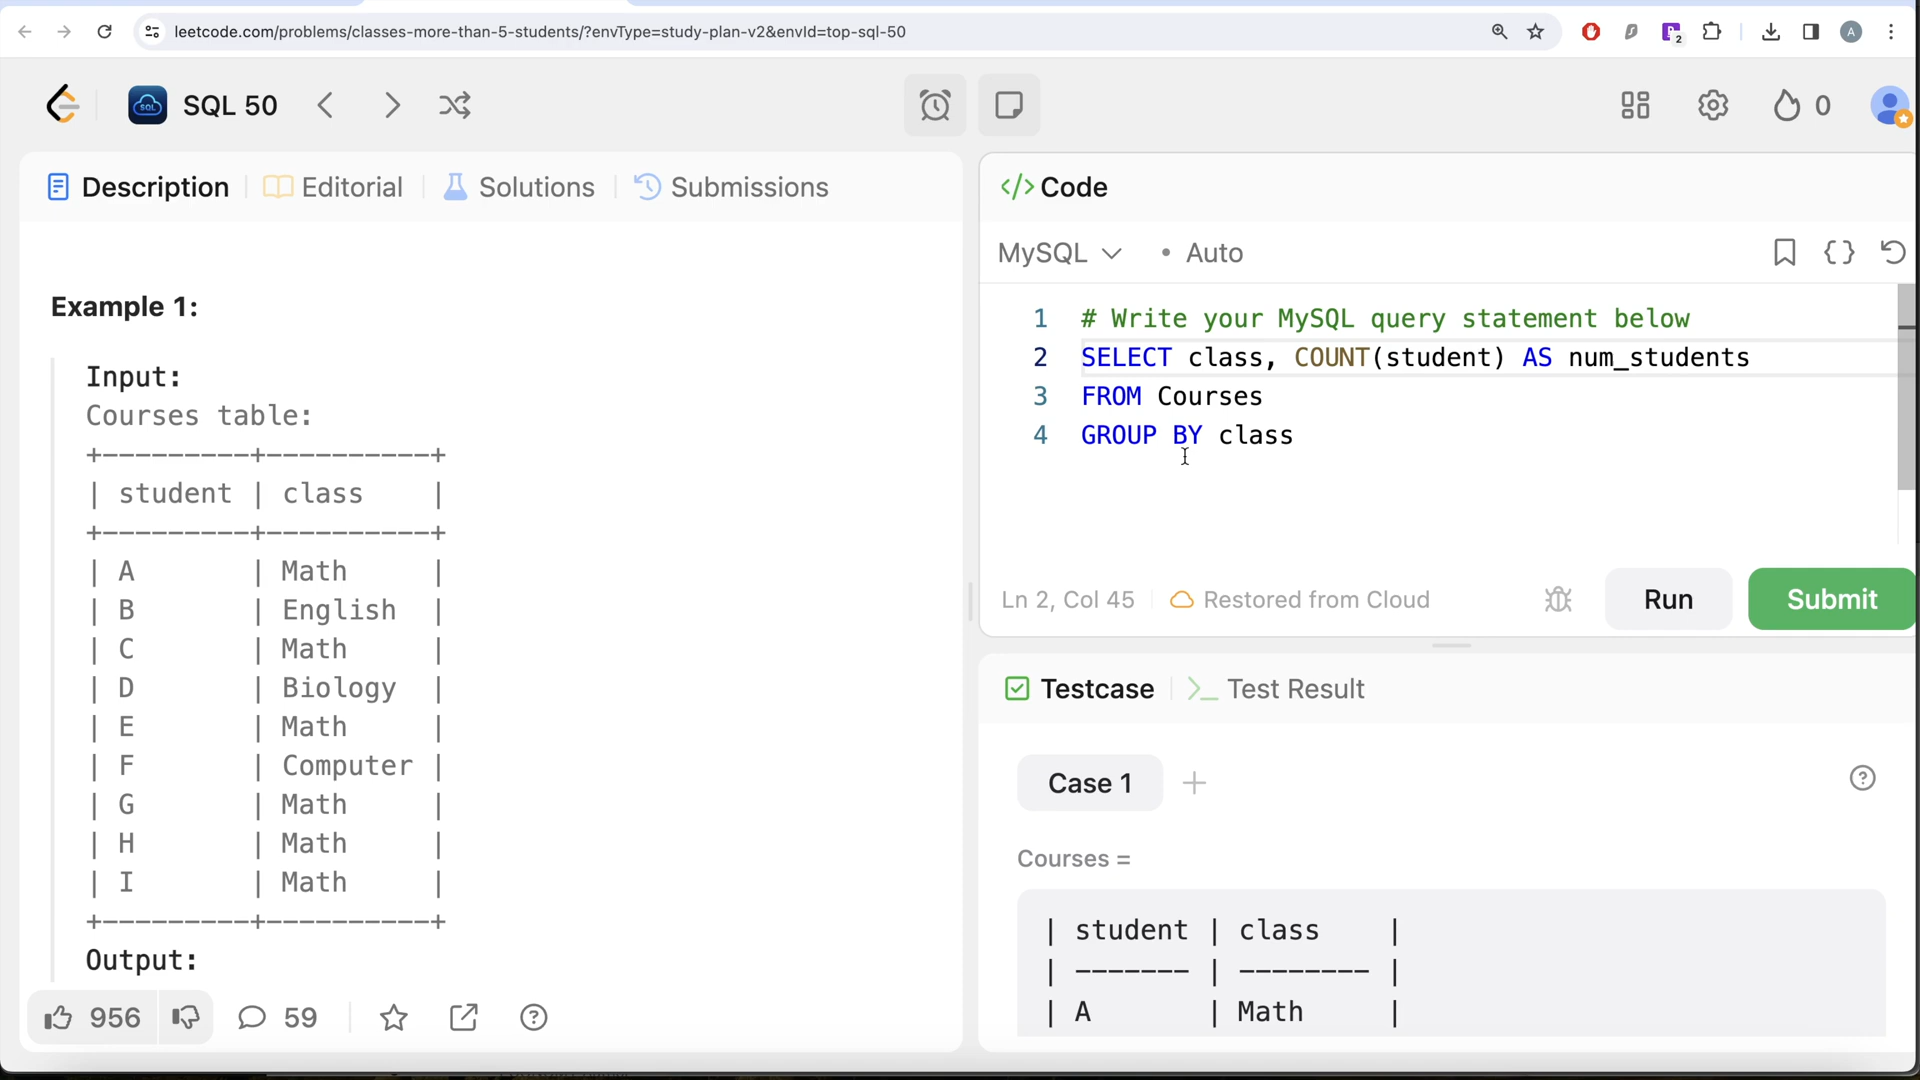 leetcode.com/problems/classes-more-than-5-students/?envType=study-plan-v2&envId=top-sql-50
2
A
SQL
SQL 50
0
Description
Editorial
Solutions
Submissions
Example 1:
Input:
Courses table:
+---------+----------+
| student | class    |
+---------+----------+
| A       | Math     |
| B       | English  |
| C       | Math     |
| D       | Biology  |
| E       | Math     |
| F       | Computer |
| G       | Math     |
| H       | Math     |
| I       | Math     |
+---------+----------+
Output:
956
59
</> Code
MySQL
• Auto
{}
1 # Write your MySQL query statement below
2 SELECT class, COUNT(student) AS num_students
3 FROM Courses
4 GROUP BY class
Ln 2, Col 45
Restored from Cloud
Run
Submit
Testcase
>_ Test Result
Case 1
+
Courses =
| student | class    |
| ------- | -------- |
| A       | Math     |